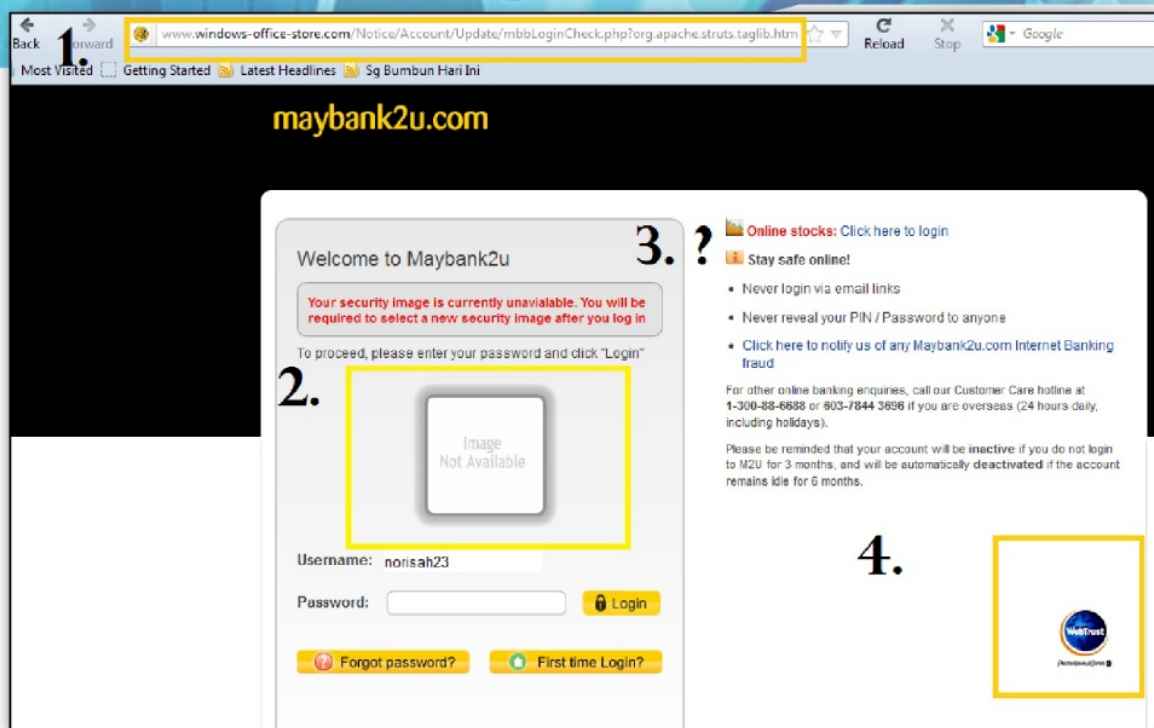 Back
Forward
www.windows-office-store.com/Notice/Account/Update/mbbLoginCheck.php?org.apache.struts.taglib.htm
Reload
Stop
Google
1.
Most Visited
Getting Started
Latest Headlines
Sg Bumbun Hari Ini
maybank2u.com
Welcome to Maybank2u
3. ?
Your security image is currently unavialable. You will be
required to select a new security image after you log in
To proceed, please enter your password and click "Login"
2.
Image
Not Available
Username: norisah23
Password:
Login
Forgot password?
First time Login?
Online stocks: Click here to login
Stay safe online!
• Never login via email links
• Never reveal your PIN / Password to anyone
• Click here to notify us of any Maybank2u.com Internet Banking
fraud
For other online banking enquiries, call our Customer Care hotline at
1-300-88-6688 or 603-7844 3696 if you are overseas (24 hours daily,
including holidays).
Please be reminded that your account will be inactive if you do not login
to M2U for 3 months, and will be automatically deactivated if the account
remains idle for 6 months.
4.
WebTrust